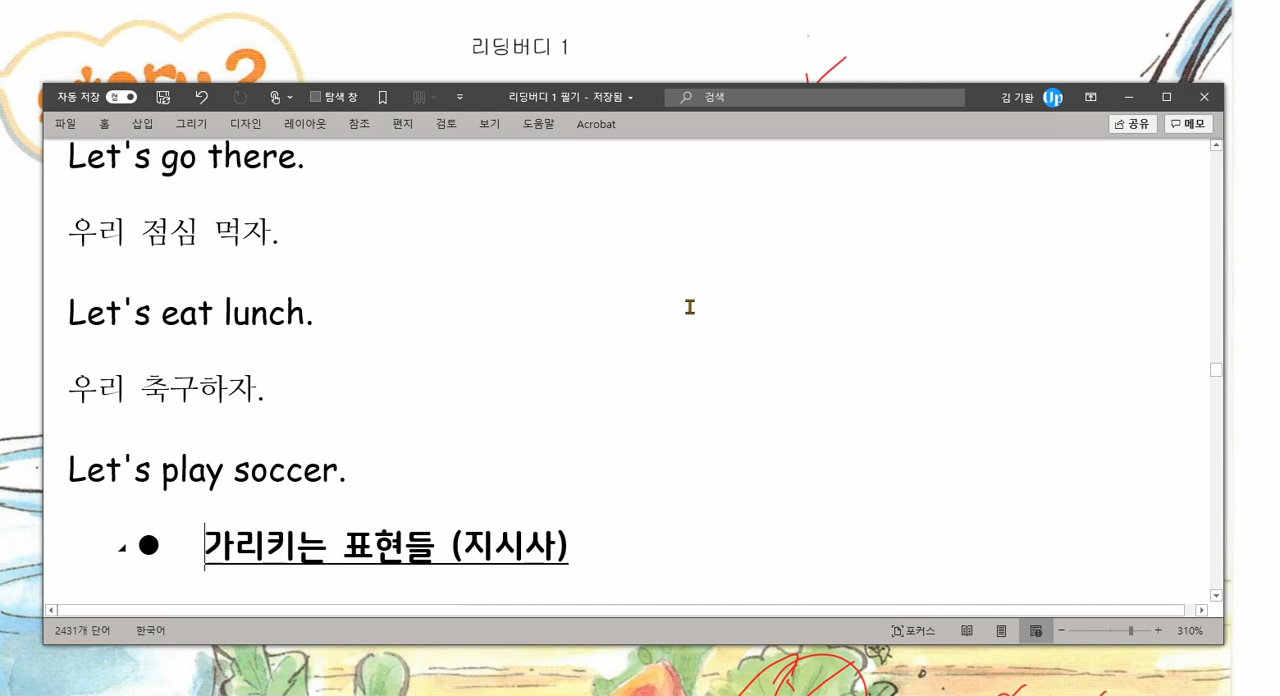 리딩버디 1
story 2
자동 저장 컴 탐색 창 리딩버디 1 필기 - 저장됨 검색 김 기환
파일 홈 삽입 그리기 디자인 레이아웃 참조 편지 검토 보기 도움말 Acrobat 공유 메모
Let's go there.
우리 점심 먹자.
Let's eat lunch.
우리 축구하자.
Let's play soccer.
● 가리키는 표현들 (지시사)
2431개 단어 한국어 포커스 310%